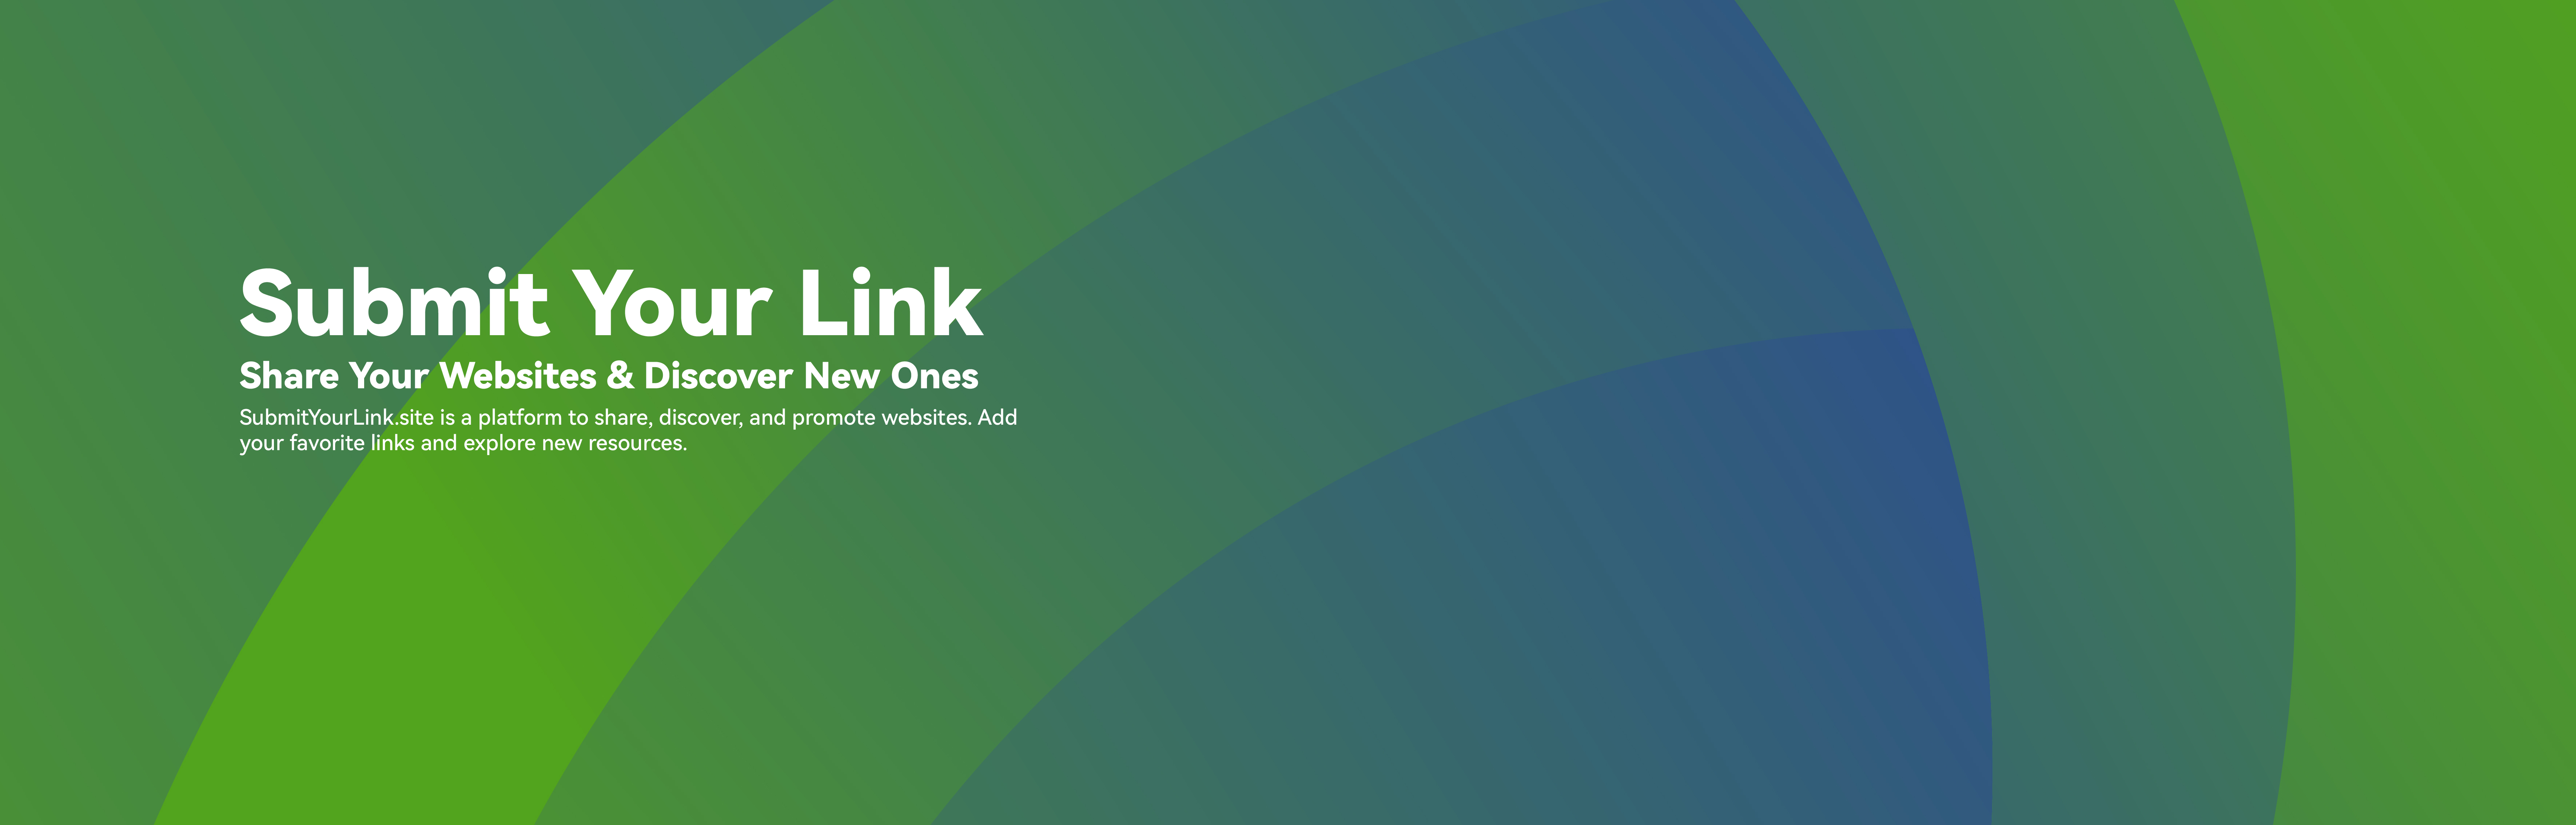 Submit Your Link
Share Your Websites & Discover New Ones
SubmitYourLink.site is a platform to share, discover, and promote websites. Add
your favorite links and explore new resources.